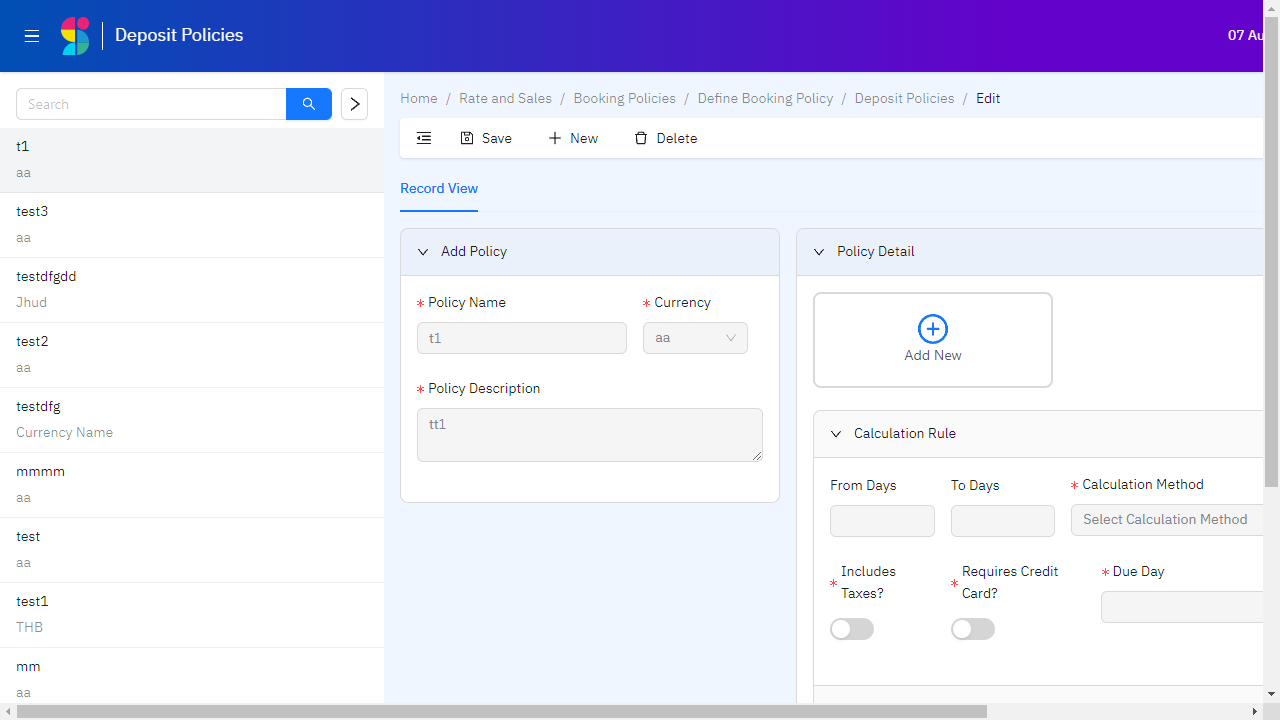 Deposit Policies
07 Au
Search
t1
aa
test3
aa
testdfgdd
Jhud
test2
aa
testdfg
Currency Name
mmmm
aa
test
aa
test1
THB
mm
aa
Home / Rate and Sales / Booking Policies / Define Booking Policy / Deposit Policies / Edit
Save New Delete
Record View
Add Policy
* Policy Name * Currency
t1 aa
* Policy Description
tt1
Policy Detail
Add New
Calculation Rule
From Days To Days * Calculation Method
Select Calculation Method
* Includes Taxes? * Requires Credit Card? * Due Day